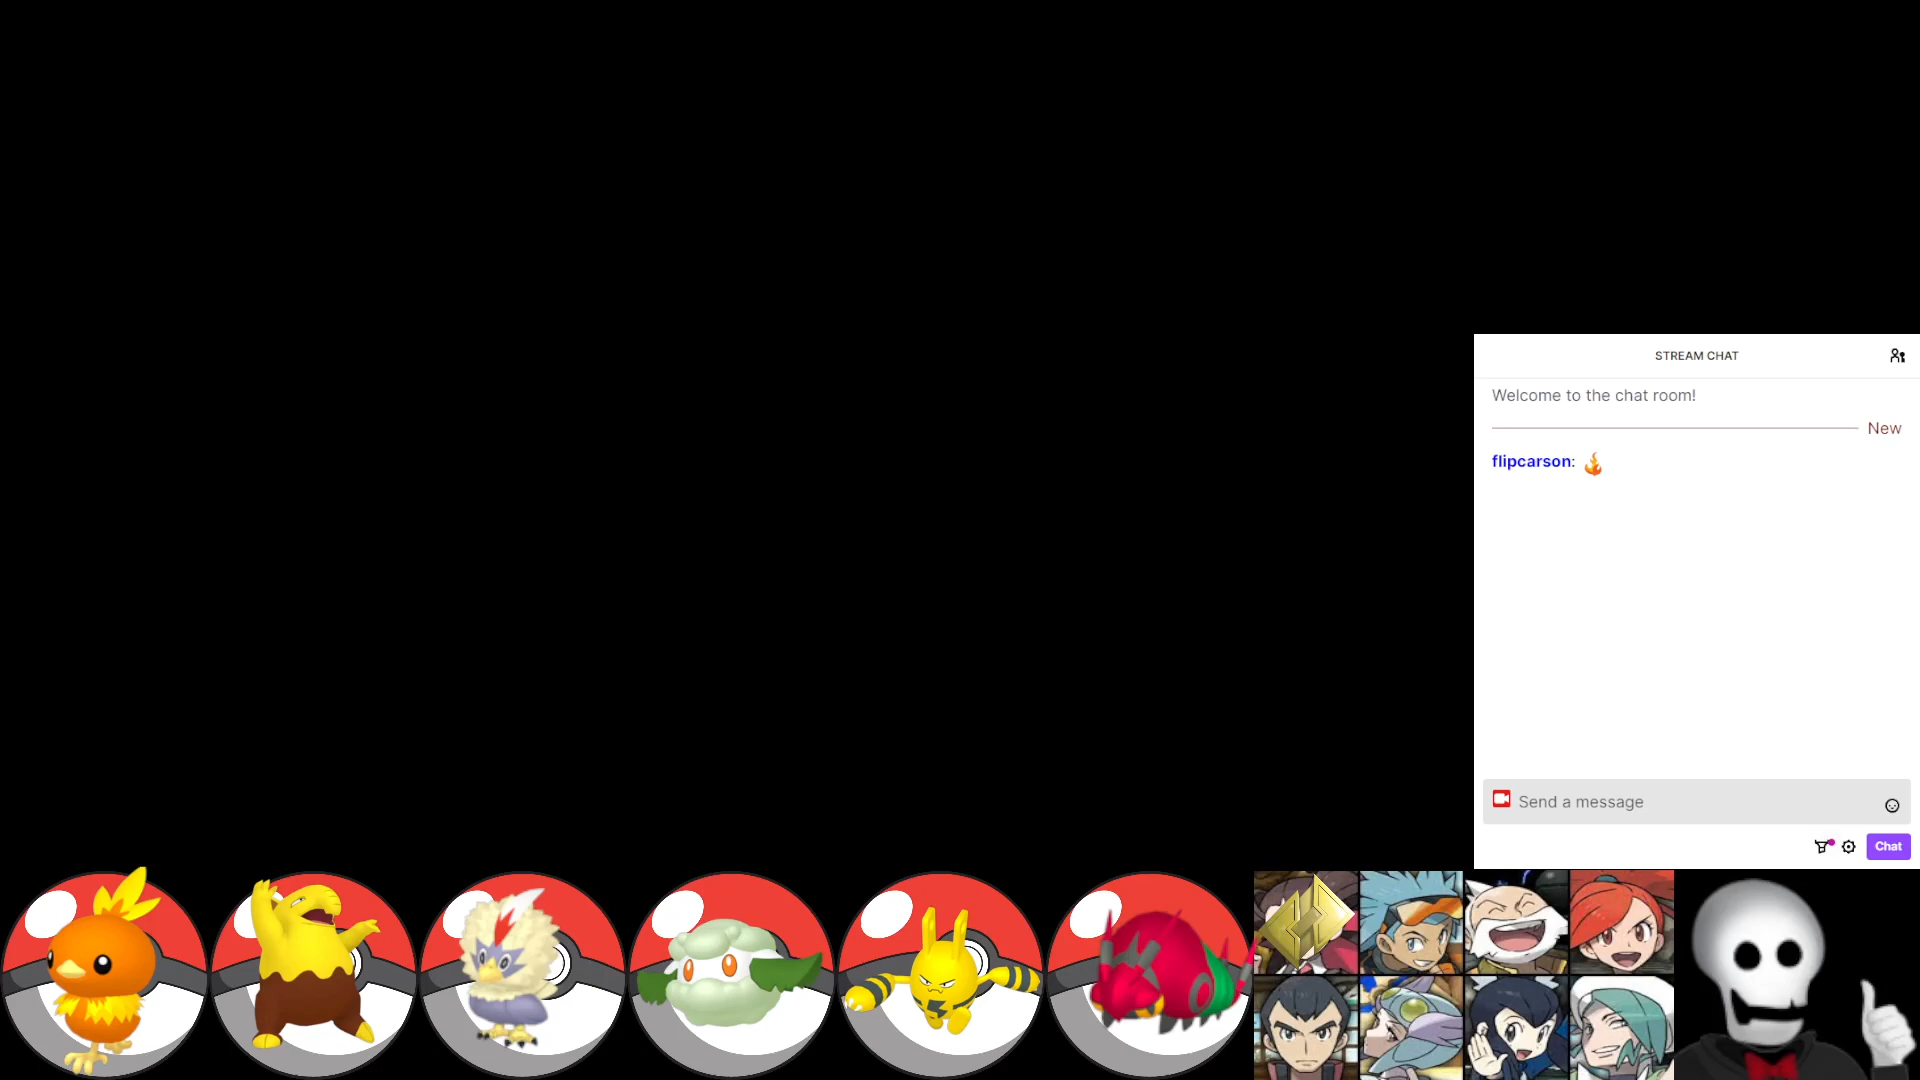 STREAM CHAT
Welcome to the chat room!
New
flipcarson:
Send a message
Chat